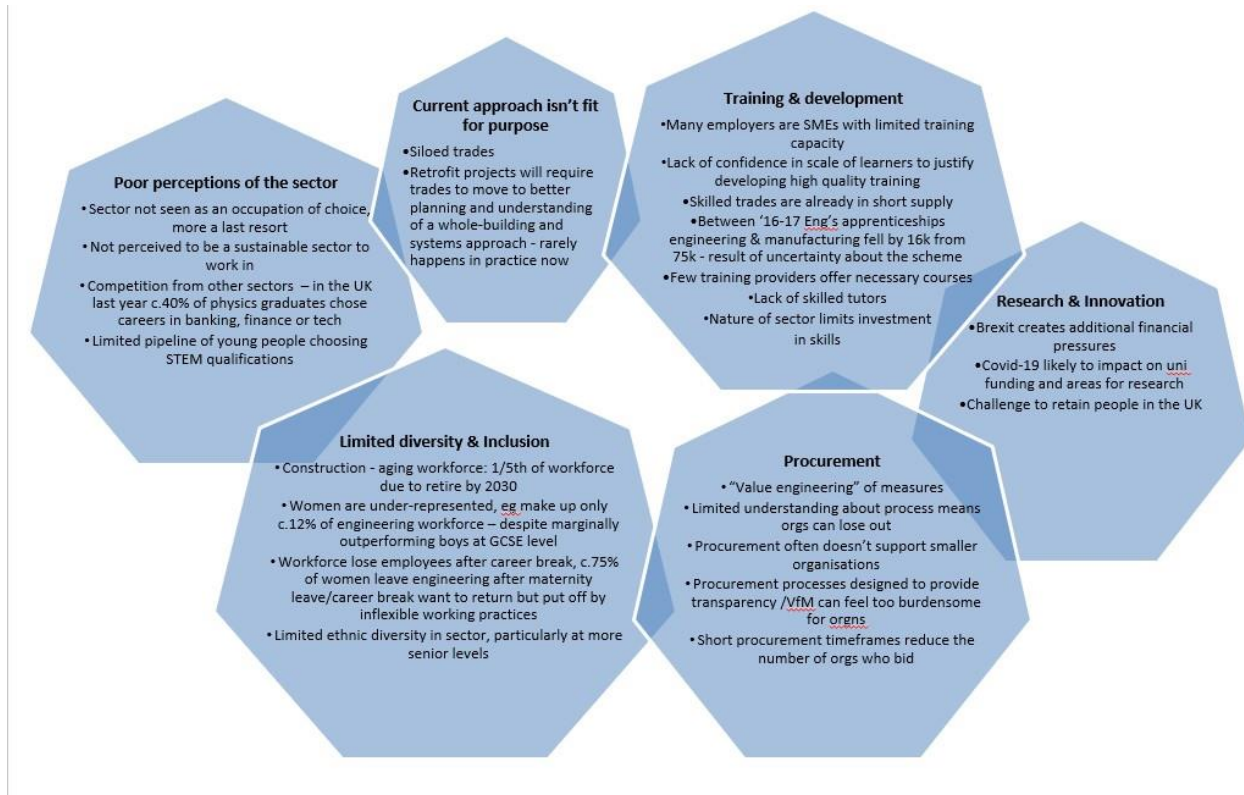 Poor perceptions of the sector
•Sector not seen as an occupation of choice,
more a last resort
•Not perceived to be a sustainable sector to
work in
•Competition from other sectors – in the UK
last year c.40% of physics graduates chose
careers in banking, finance or tech
•Limited pipeline of young people choosing
STEM qualifications
Current approach isn’t fit
for purpose
•Siloed trades
•Retrofit projects will require
trades to move to better
planning and understanding
of a whole-building and
systems approach - rarely
happens in practice now
Training & development
•Many employers are SMEs with limited training
capacity
•Lack of confidence in scale of learners to justify
developing high quality training
•Skilled trades are already in short supply
•Between ‘16-17 Eng’s apprenticeships
engineering & manufacturing fell by 16k from
75k - result of uncertainty about the scheme
•Few training providers offer necessary courses
•Lack of skilled tutors
•Nature of sector limits investment
in skills
Research & Innovation
•Brexit creates additional financial
pressures
•Covid-19 likely to impact on uni
funding and areas for research
•Challenge to retain people in the UK
Limited diversity & Inclusion
•Construction - aging workforce: 1/5th of workforce
due to retire by 2030
•Women are under-represented, eg make up only
c.12% of engineering workforce – despite marginally
outperforming boys at GCSE level
•Workforce lose employees after career break, c.75%
of women leave engineering after maternity
leave/career break want to return but put off by
inflexible working practices
•Limited ethnic diversity in sector, particularly at more
senior levels
Procurement
•“Value engineering” of measures
•Limited understanding about process means
orgs can lose out
•Procurement often doesn’t support smaller
organisations
•Procurement processes designed to provide
transparency /VfM can feel too burdensome
for orgns
•Short procurement timeframes reduce the
number of orgs who bid